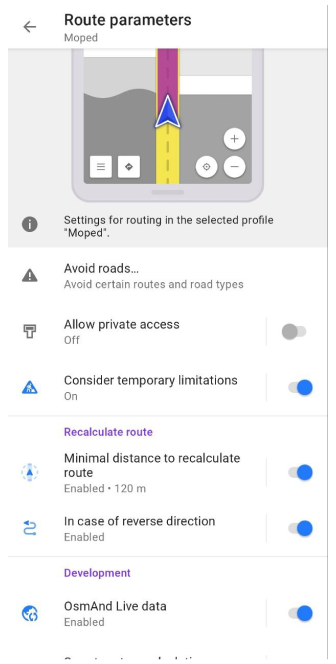 Route parameters
Moped
Settings for routing in the selected profile
"Moped".
Avoid roads...
Avoid certain routes and road types
Allow private access
Off
Consider temporary limitations
On
Recalculate route
Minimal distance to recalculate
route
Enabled • 120 m
In case of reverse direction
Enabled
Development
OsmAnd Live data
Enabled